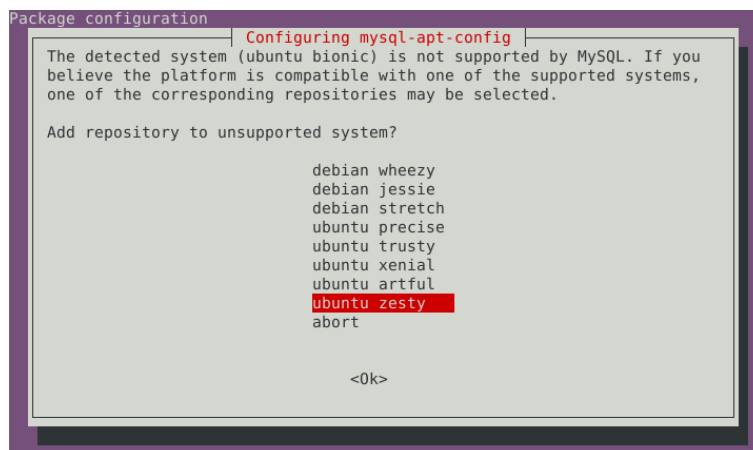 Package configuration
Configuring mysql-apt-config
The detected system (ubuntu bionic) is not supported by MySQL. If you
believe the platform is compatible with one of the supported systems,
one of the corresponding repositories may be selected.
Add repository to unsupported system?
debian wheezy
debian jessie
debian stretch
ubuntu precise
ubuntu trusty
ubuntu xenial
ubuntu artful
ubuntu zesty
abort
<Ok>